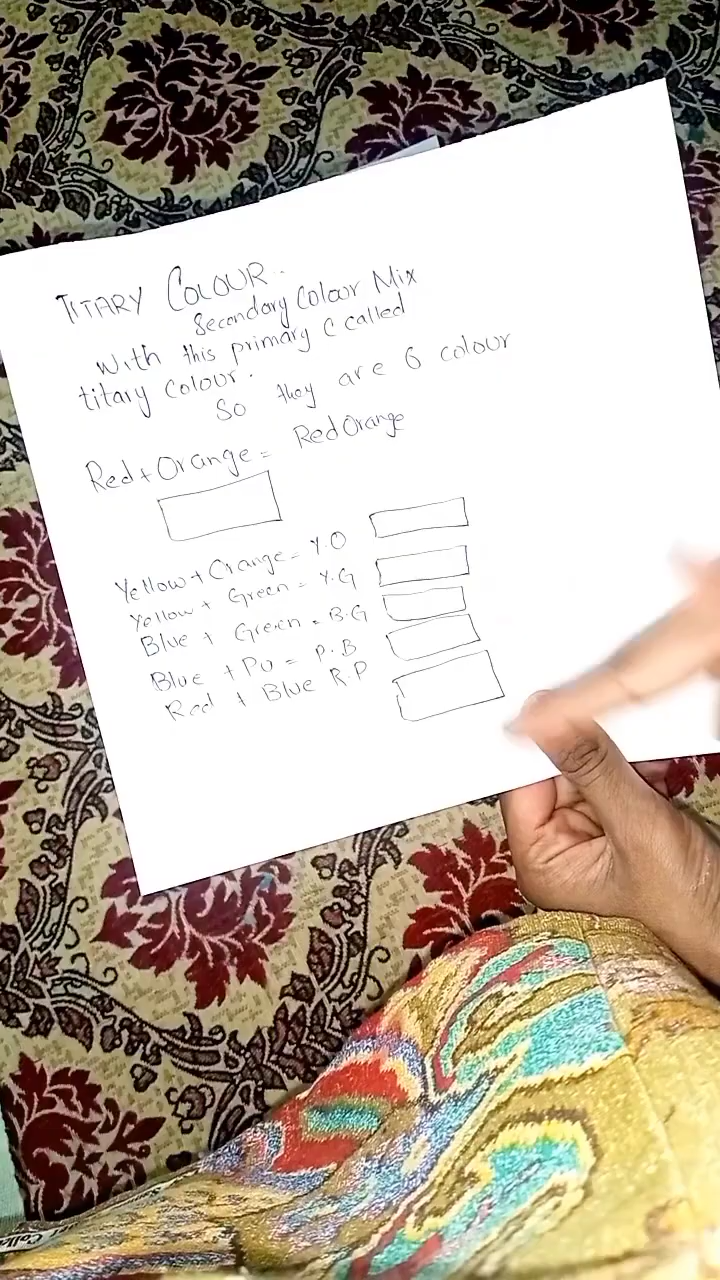 TITARY COLOUR..
Secondary Colour Mix
with this primary C called
titary colour.
So they are 6 colour
Red + Orange = Red Orange
Yellow + Orange = Y.O
Yellow + Green = Y.G
Blue + Green = B.G
Blue + Pu = P.B
Red + Blue R.P